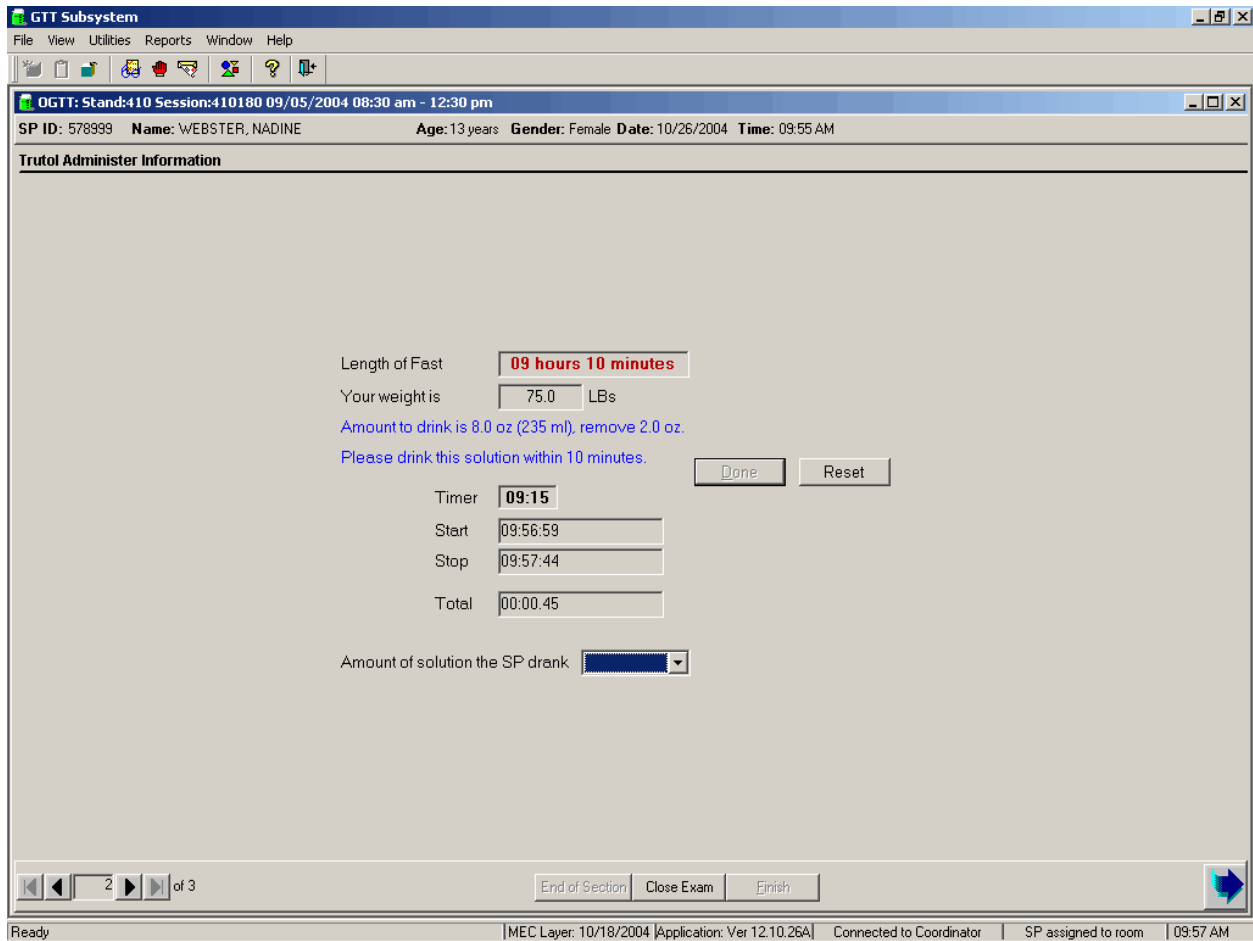 GTT Subsystem
File View Utilities Reports Window Help
OGTT: Stand:410 Session:410180 09/05/2004 08:30 am - 12:30 pm
SP ID: 578999 Name: WEBSTER, NADINE Age: 13 years Gender: Female Date: 10/26/2004 Time: 09:55 AM
Trutol Administer Information
Length of Fast 09 hours 10 minutes
Your weight is 75.0 LBs
Amount to drink is 8.0 oz (235 ml), remove 2.0 oz.
Please drink this solution within 10 minutes.
Done Reset
Timer 09:15
Start 09:56:59
Stop 09:57:44
Total 00:00.45
Amount of solution the SP drank
2 of 3 End of Section Close Exam Finish
Ready MEC Layer: 10/18/2004 Application: Ver 12.10.26A Connected to Coordinator SP assigned to room 09:57 AM